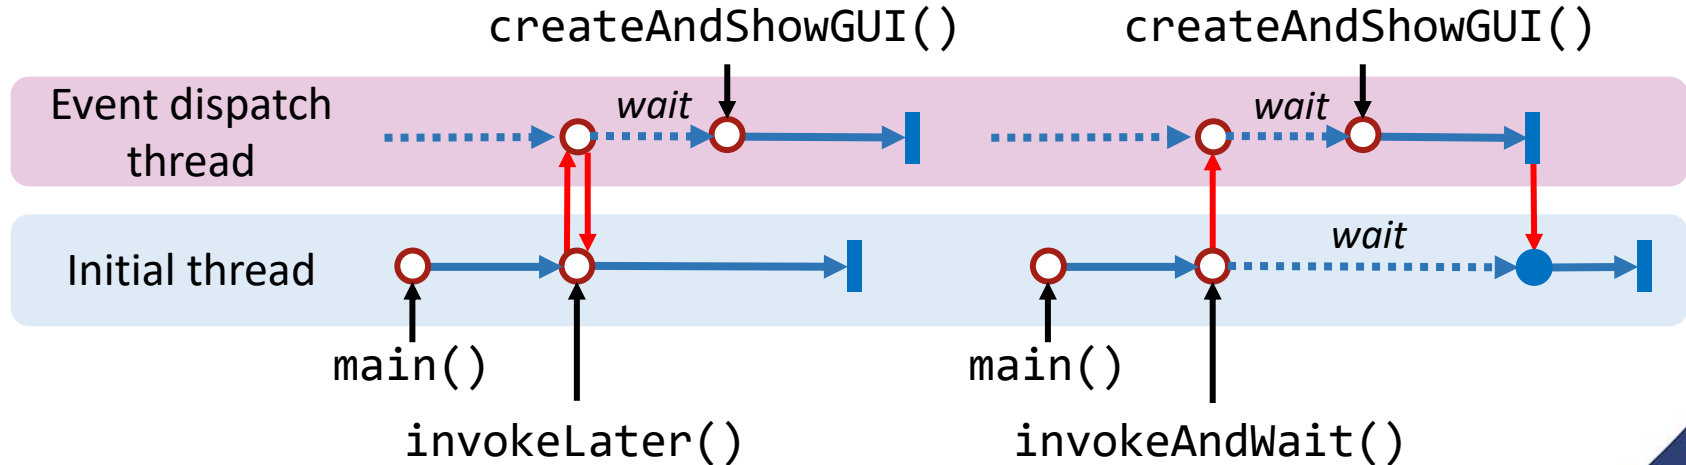 createAndShowGUI()
createAndShowGUI()
Event dispatch
thread
wait
wait
Initial thread
wait
main()
main()
invokeLater()
invokeAndWait()